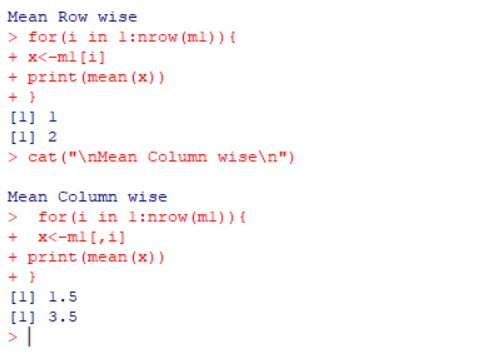 Mean Row wise
> for(i in 1:nrow(m1)){
+ x<-m1[i]
+ print(mean(x))
+ }
[1] 1
[1] 2
> cat("\nMean Column wise\n")

Mean Column wise
>  for(i in 1:nrow(m1)){
+  x<-m1[,i]
+ print(mean(x))
+ }
[1] 1.5
[1] 3.5
>